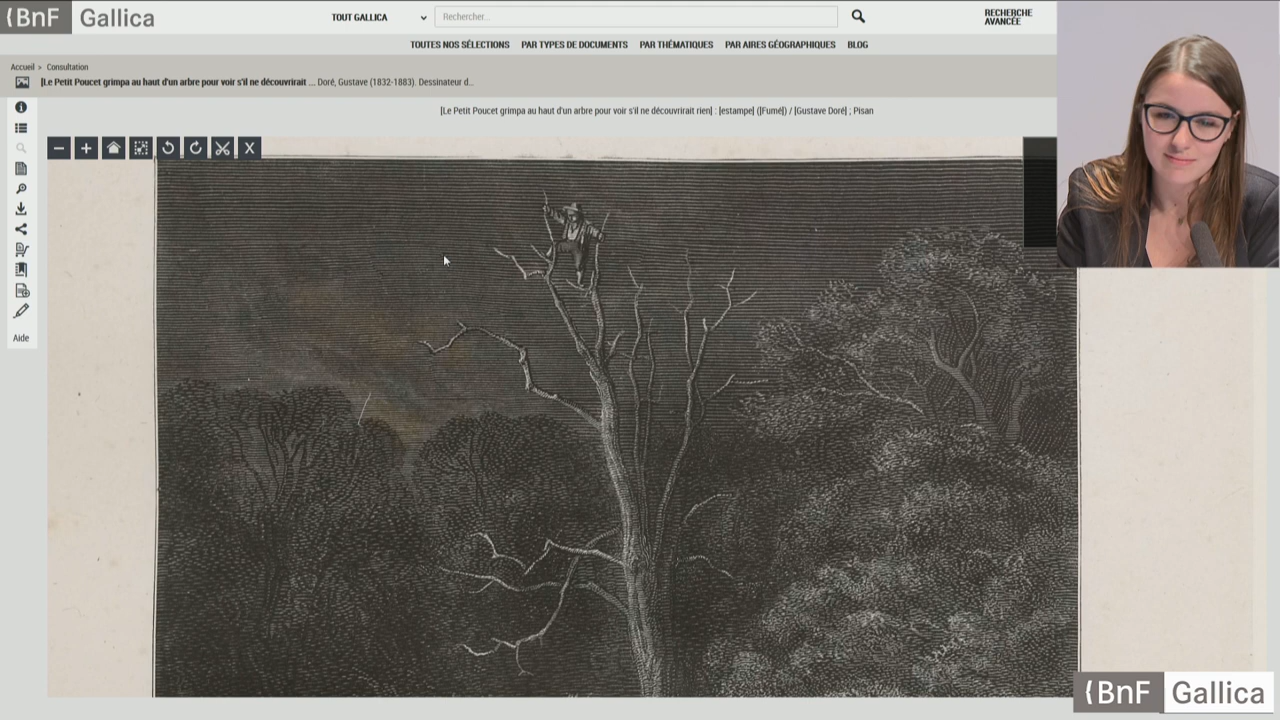 BnF Gallica
TOUT GALLICA
Rechercher...
RECHERCHE
AVANCÉE
TOUTES NOS SÉLECTIONS PAR TYPES DE DOCUMENTS PAR THÉMATIQUES PAR AIRES GÉOGRAPHIQUES BLOG
Accueil > Consultation
[Le Petit Poucet grimpa au haut d'un arbre pour voir s'il ne découvrirait ... Doré, Gustave (1832-1883). Dessinateur d...
[Le Petit Poucet grimpa au haut d'un arbre pour voir s'il ne découvrirait rien] : [estampe] ([Fumé]) / [Gustave Doré] ; Pisan
Aide
BnF Gallica